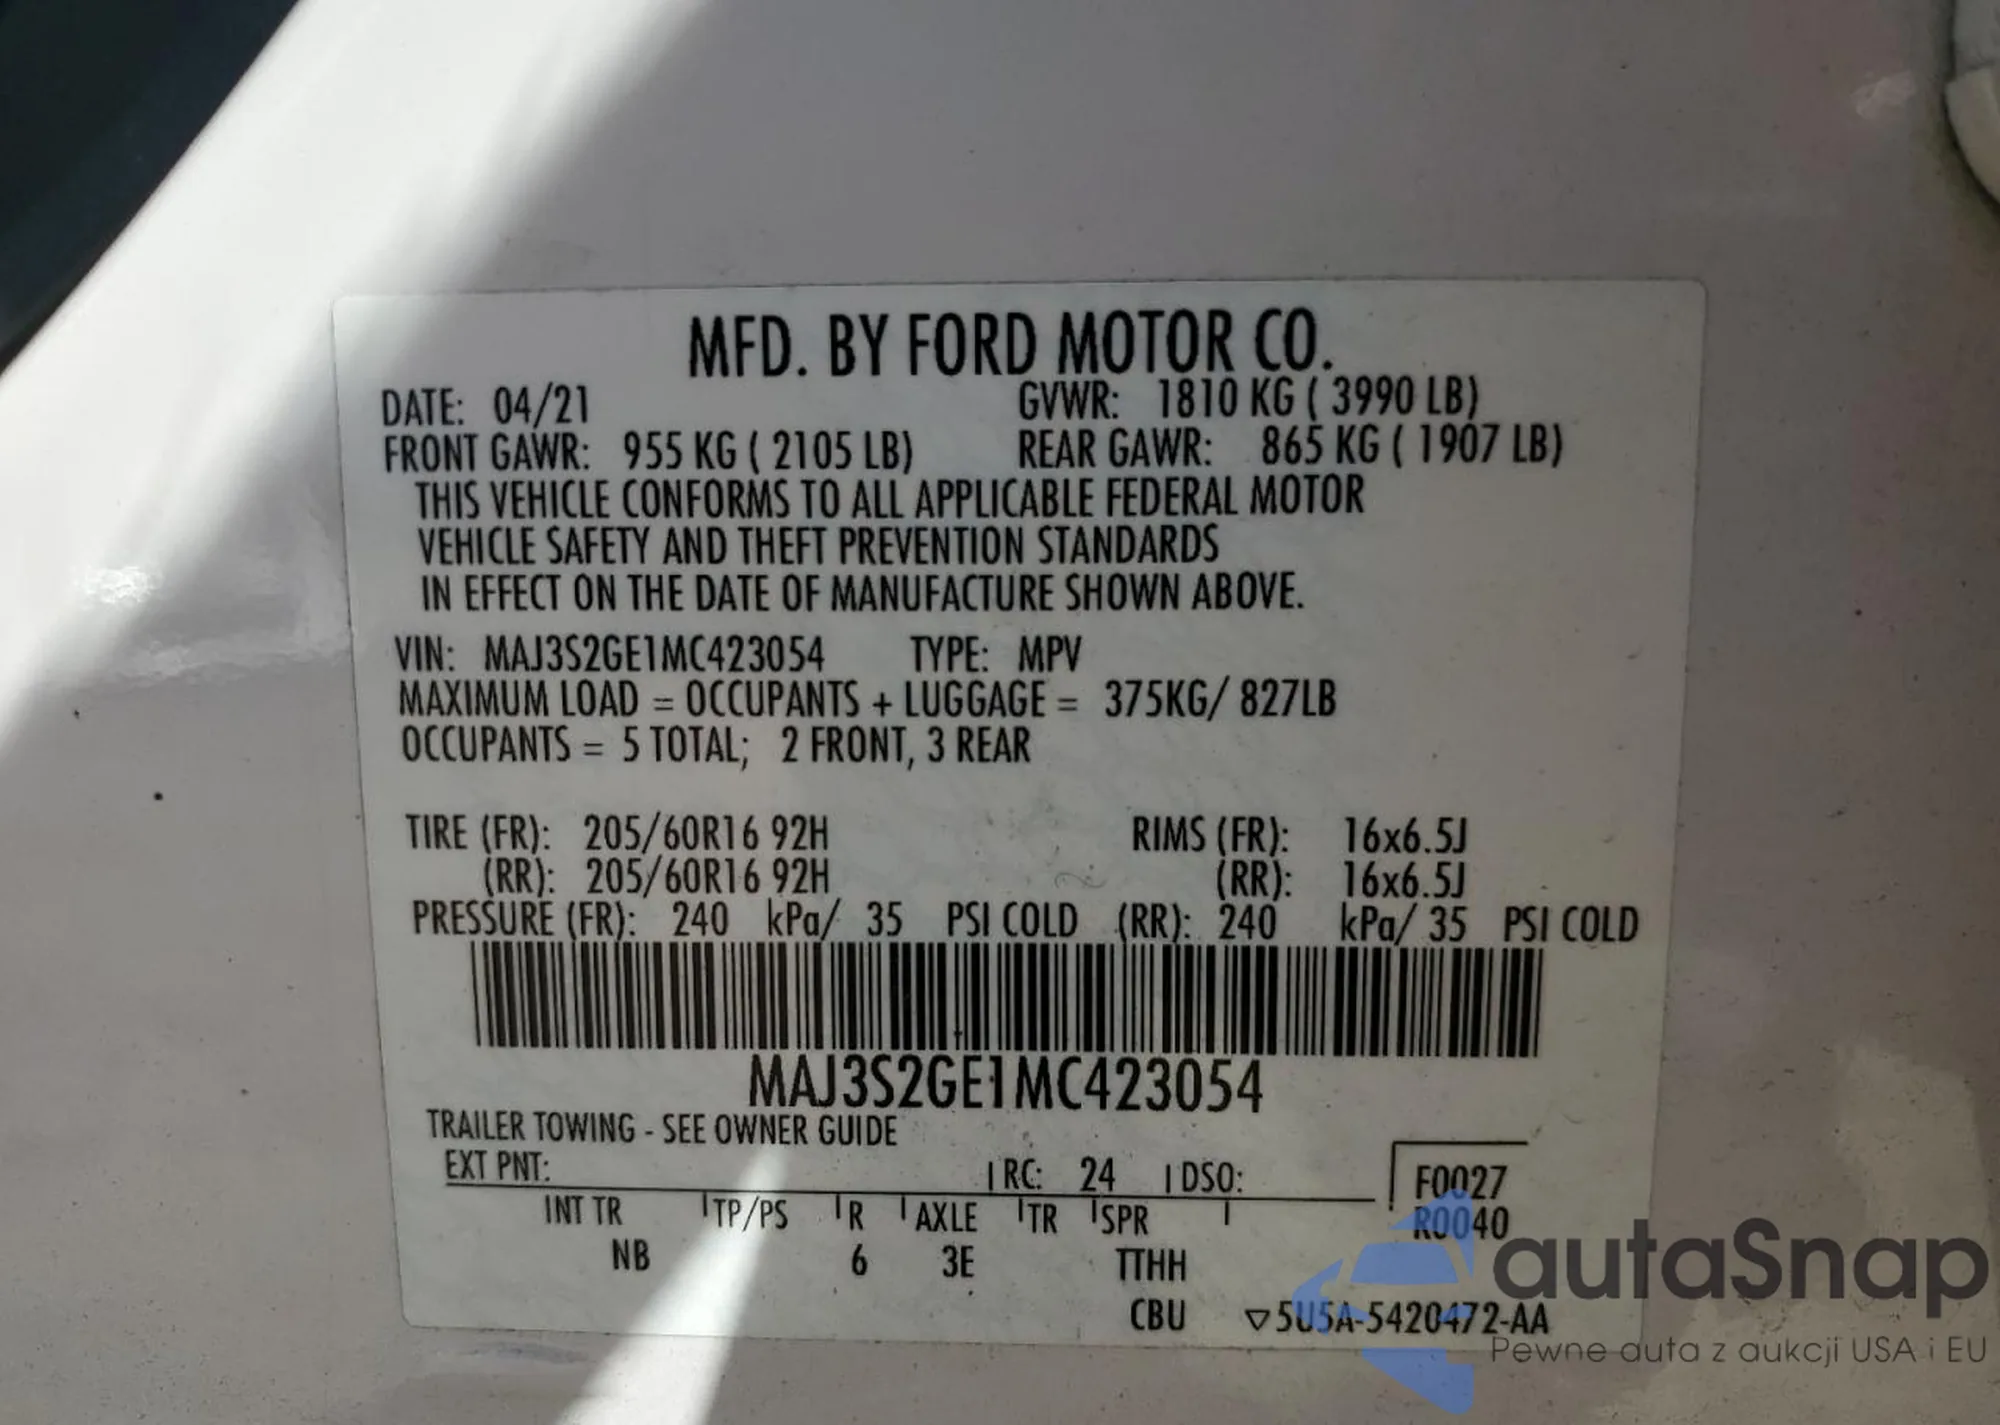 MFD. BY FORD MOTOR CO.
DATE: 04/21 GVWR: 1810 KG ( 3990 LB)
FRONT GAWR: 955 KG ( 2105 LB) REAR GAWR: 865 KG ( 1907 LB)
THIS VEHICLE CONFORMS TO ALL APPLICABLE FEDERAL MOTOR
VEHICLE SAFETY AND THEFT PREVENTION STANDARDS
IN EFFECT ON THE DATE OF MANUFACTURE SHOWN ABOVE.
VIN: MAJ3S2GE1MC423054 TYPE: MPV
MAXIMUM LOAD = OCCUPANTS + LUGGAGE = 375KG/ 827LB
OCCUPANTS = 5 TOTAL; 2 FRONT, 3 REAR
TIRE (FR): 205/60R16 92H RIMS (FR): 16x6.5J
(RR): 205/60R16 92H (RR): 16x6.5J
PRESSURE (FR): 240 kPa/ 35 PSI COLD (RR): 240 kPa/ 35 PSI COLD
MAJ3S2GE1MC423054
TRAILER TOWING - SEE OWNER GUIDE
EXT PNT: RC: 24 DSO: F0027
INT TR TP/PS R AXLE TR SPR R0040
NB 6 3E TTHH
CBU ▽5U5A-5420472-AA
autaSnap
Pewne auta z aukcji USA i EU